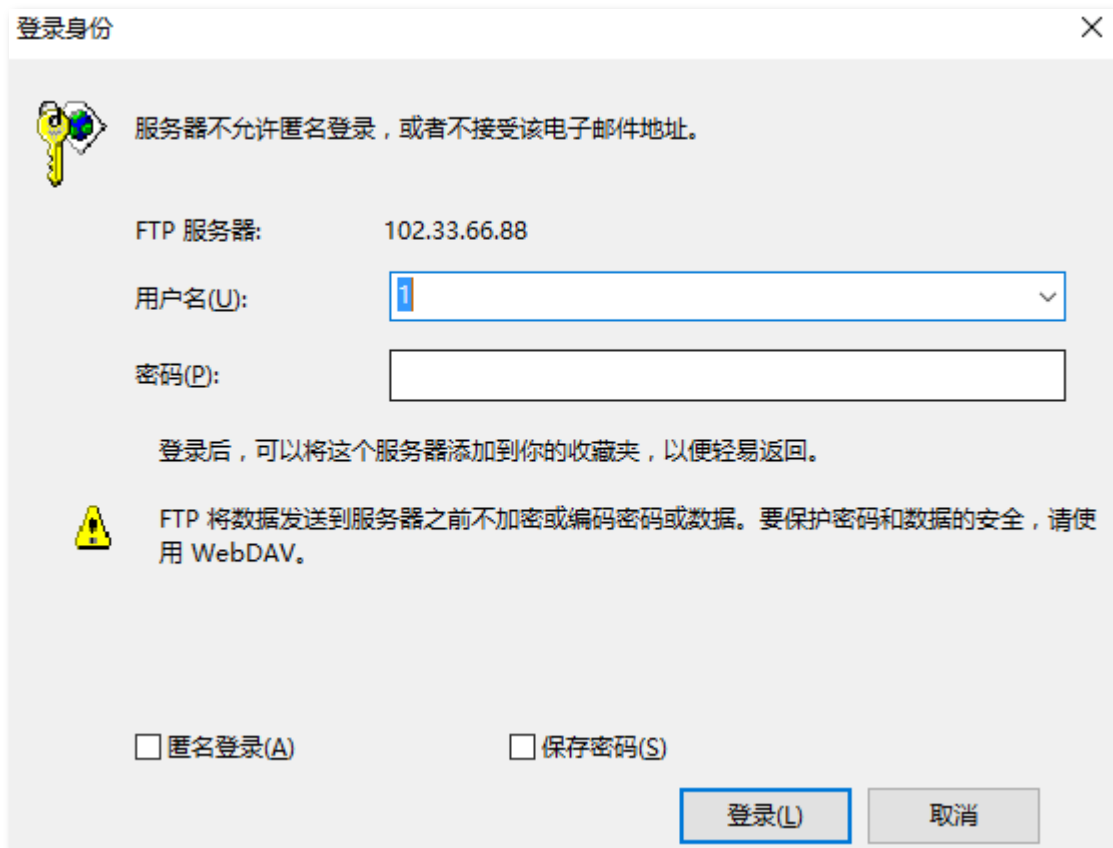 登录身份
服务器不允许匿名登录，或者不接受该电子邮件地址。
FTP 服务器: 102.33.66.88
用户名(U): 1
密码(P):
登录后，可以将这个服务器添加到你的收藏夹，以便轻易返回。
FTP 将数据发送到服务器之前不加密或编码密码或数据。要保护密码和数据的安全，请使
用 WebDAV。
匿名登录(A) 保存密码(S)
登录(L) 取消